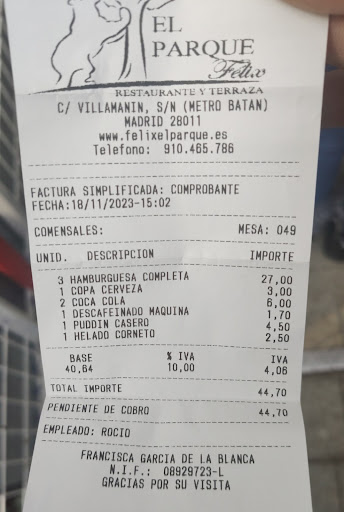 EL
PARQUE
Félix
RESTAURANTE Y TERRAZA
C/ VILLAMANIN, S/N (METRO BATAN)
MADRID 28011
www.felixelparque.es
Telefono: 910.465.786
FACTURA SIMPLIFICADA: COMPROBANTE
FECHA:18/11/2023-15:02
COMENSALES: MESA: 049
UNID. DESCRIPCION IMPORTE
3 HAMBURGUESA COMPLETA 27,00
1 COPA CERVEZA 3,00
2 COCA COLA 6,00
1 DESCAFEINADO MAQUINA 1,70
1 PUDDIN CASERO 4,50
1 HELADO CORNETO 2,50
BASE % IVA IVA
40,64 10,00 4,06
TOTAL IMPORTE 44,70
PENDIENTE DE COBRO 44,70
EMPLEADO: ROCIO
FRANCISCA GARCIA DE LA BLANCA
N.I.F.: 08929723-L
GRACIAS POR SU VISITA